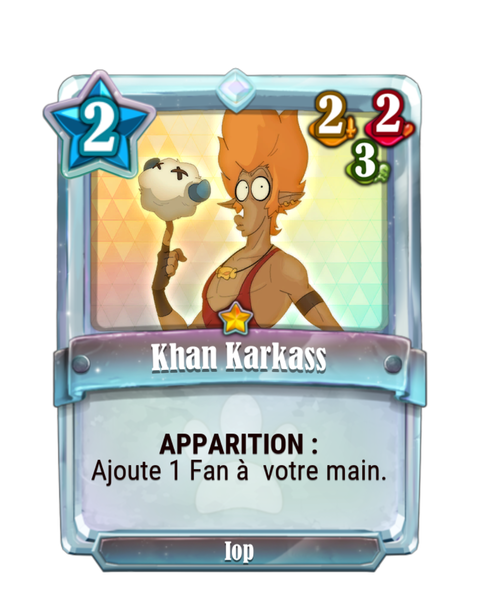 2
2
2
3
Khan Karkass
APPARITION :
Ajoute 1 Fan à  votre main.
Iop